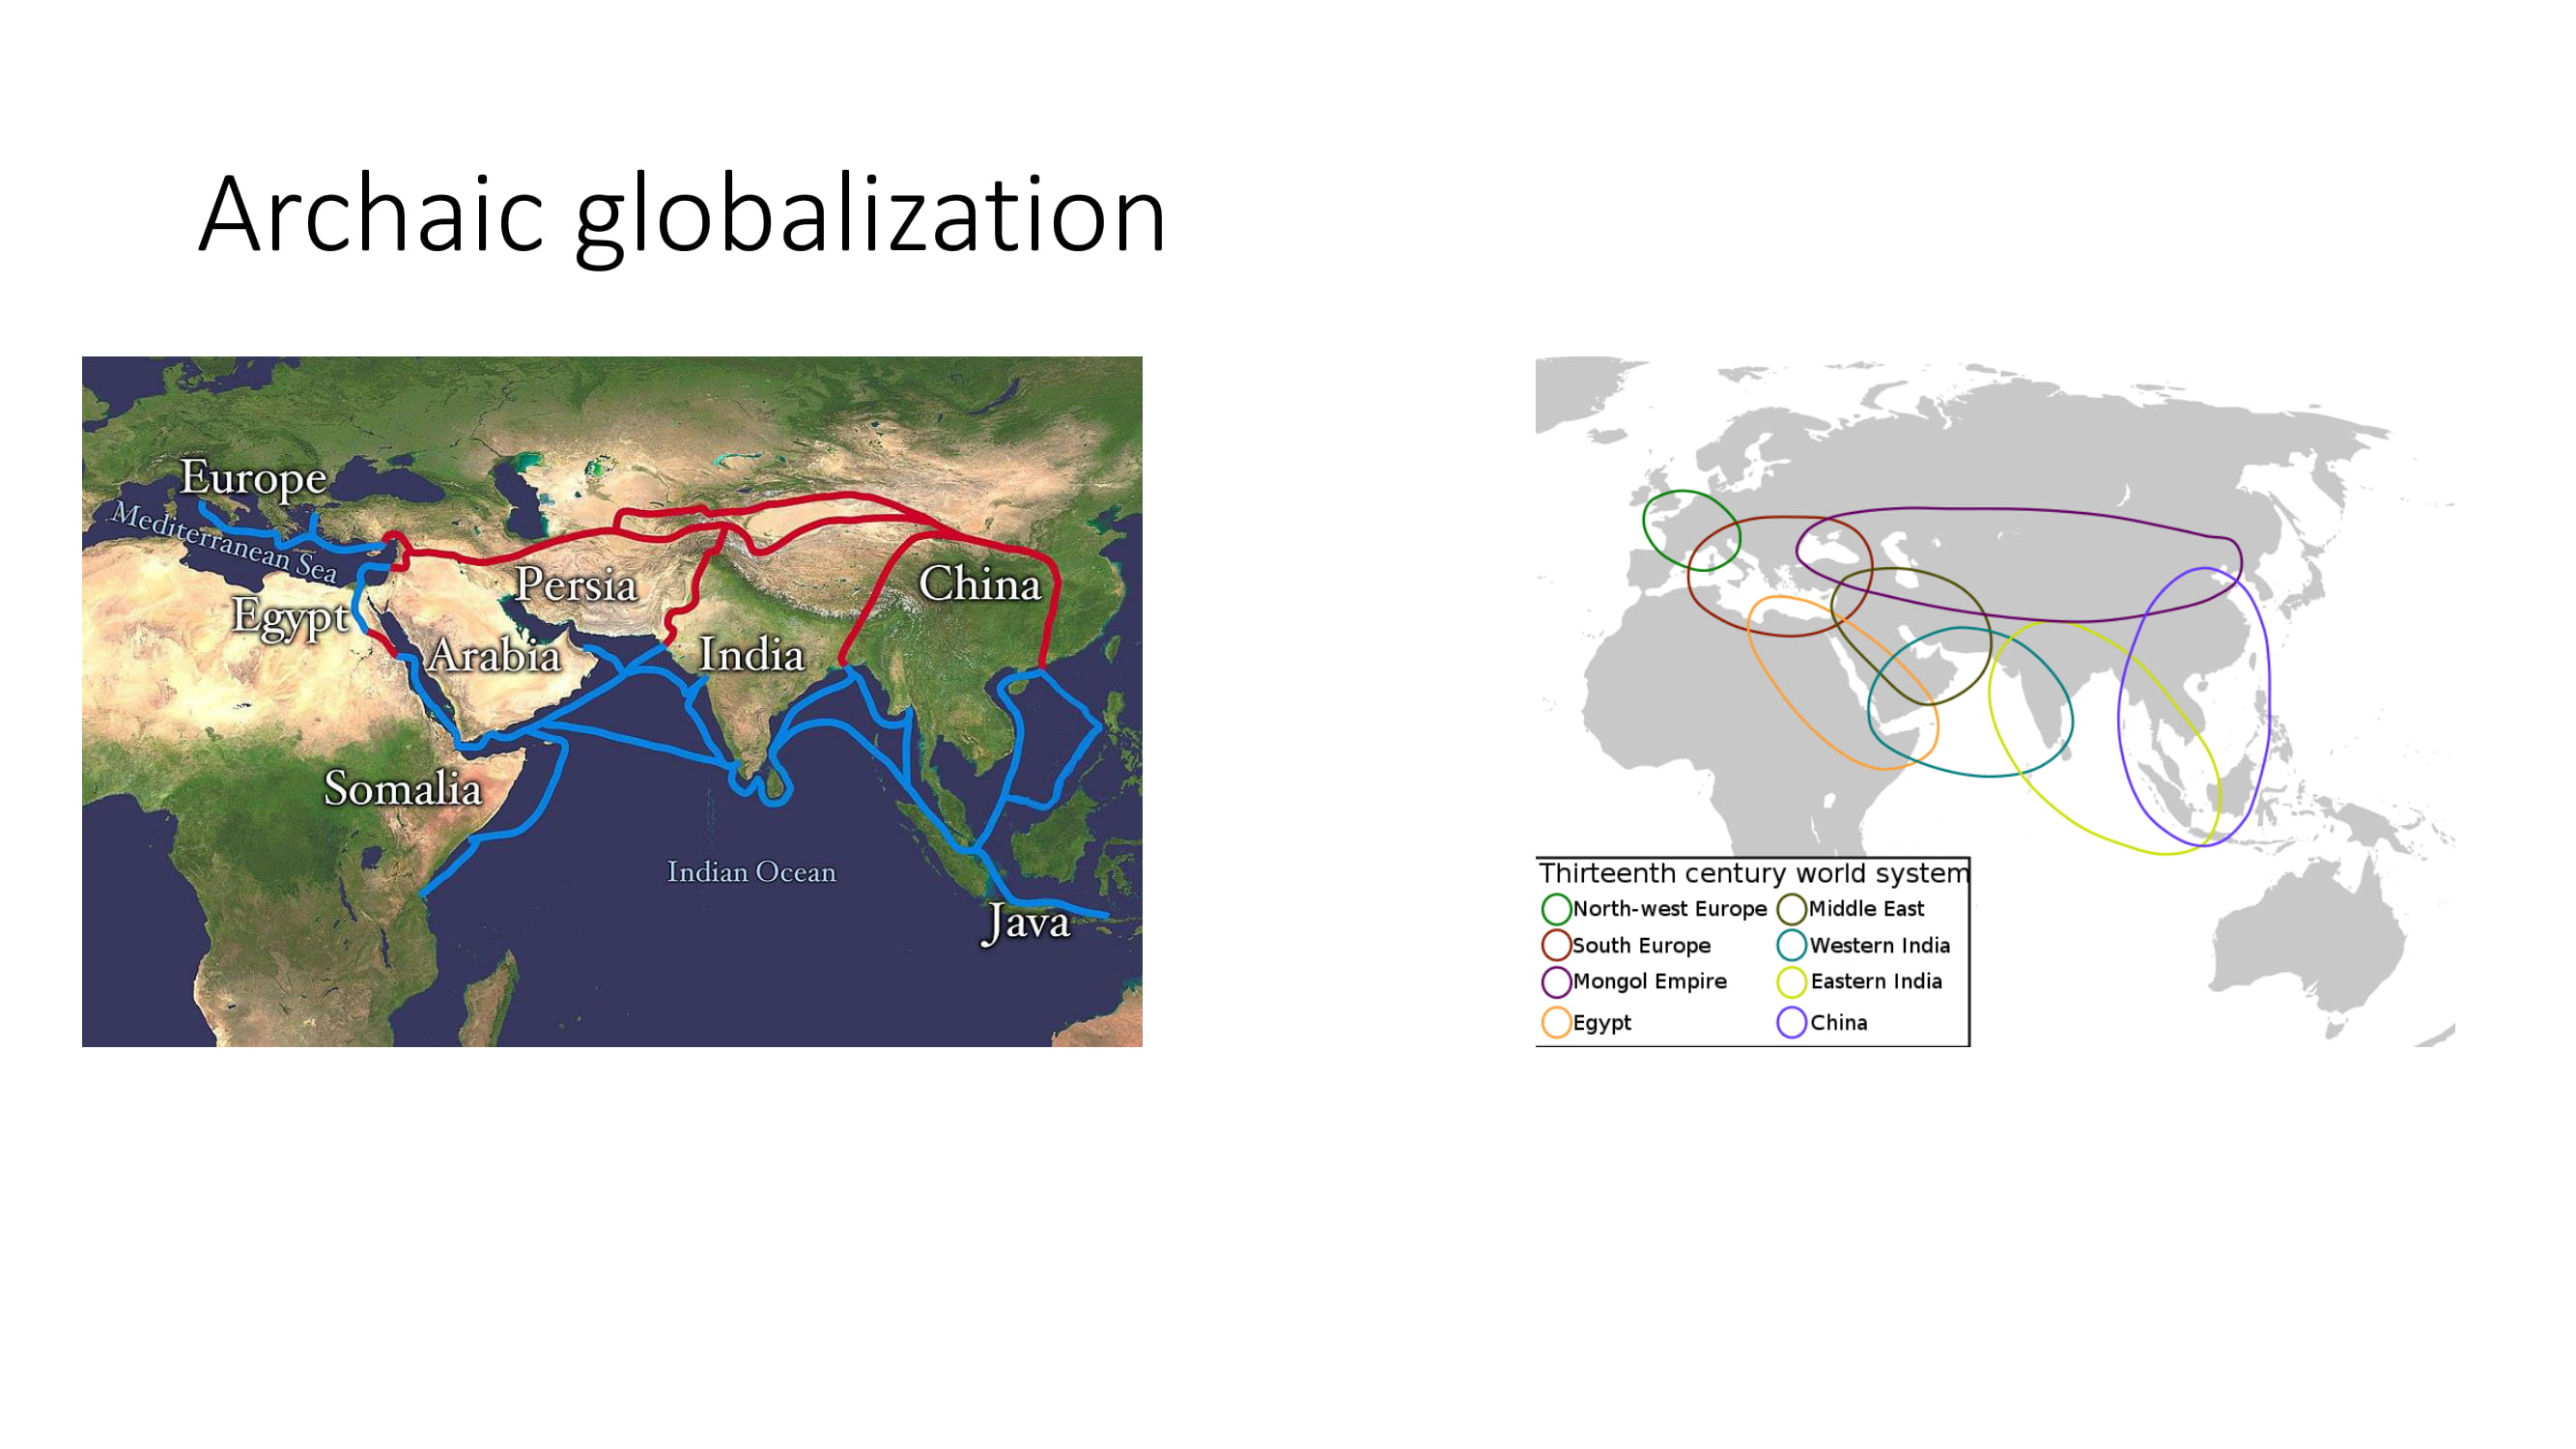 Archaic globalization
Europe
Mediterranean Sea
Egypt
Persia
Arabia
India
China
Somalia
Indian Ocean
Java
Thirteenth century world system
North-west Europe
Middle East
South Europe
Western India
Mongol Empire
Eastern India
Egypt
China